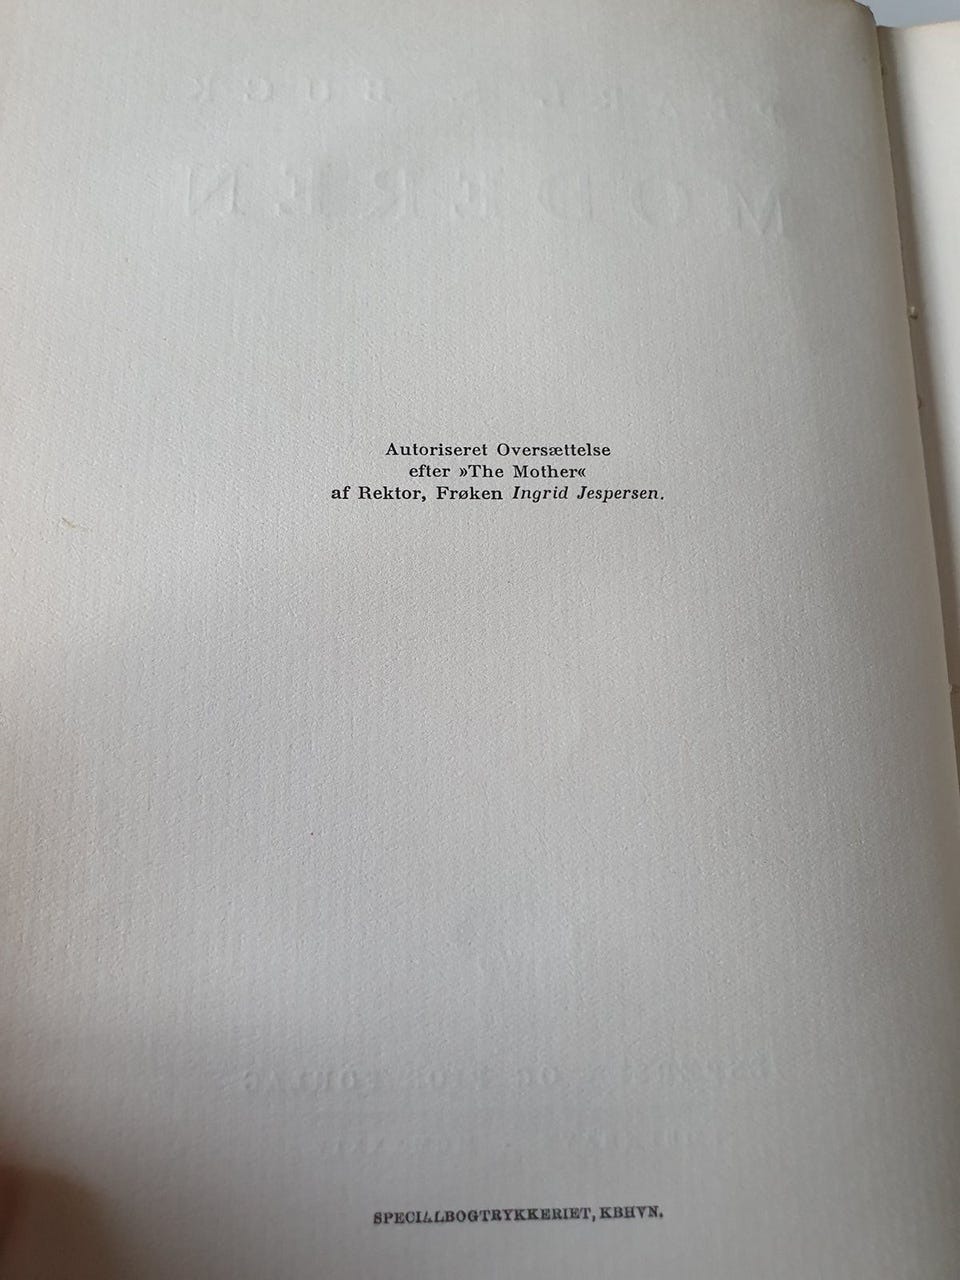 Autoriseret Oversættelse
efter »The Mother«
af Rektor, Frøken Ingrid Jespersen.
SPECIALBOGTRYKKERIET, KBHVN.